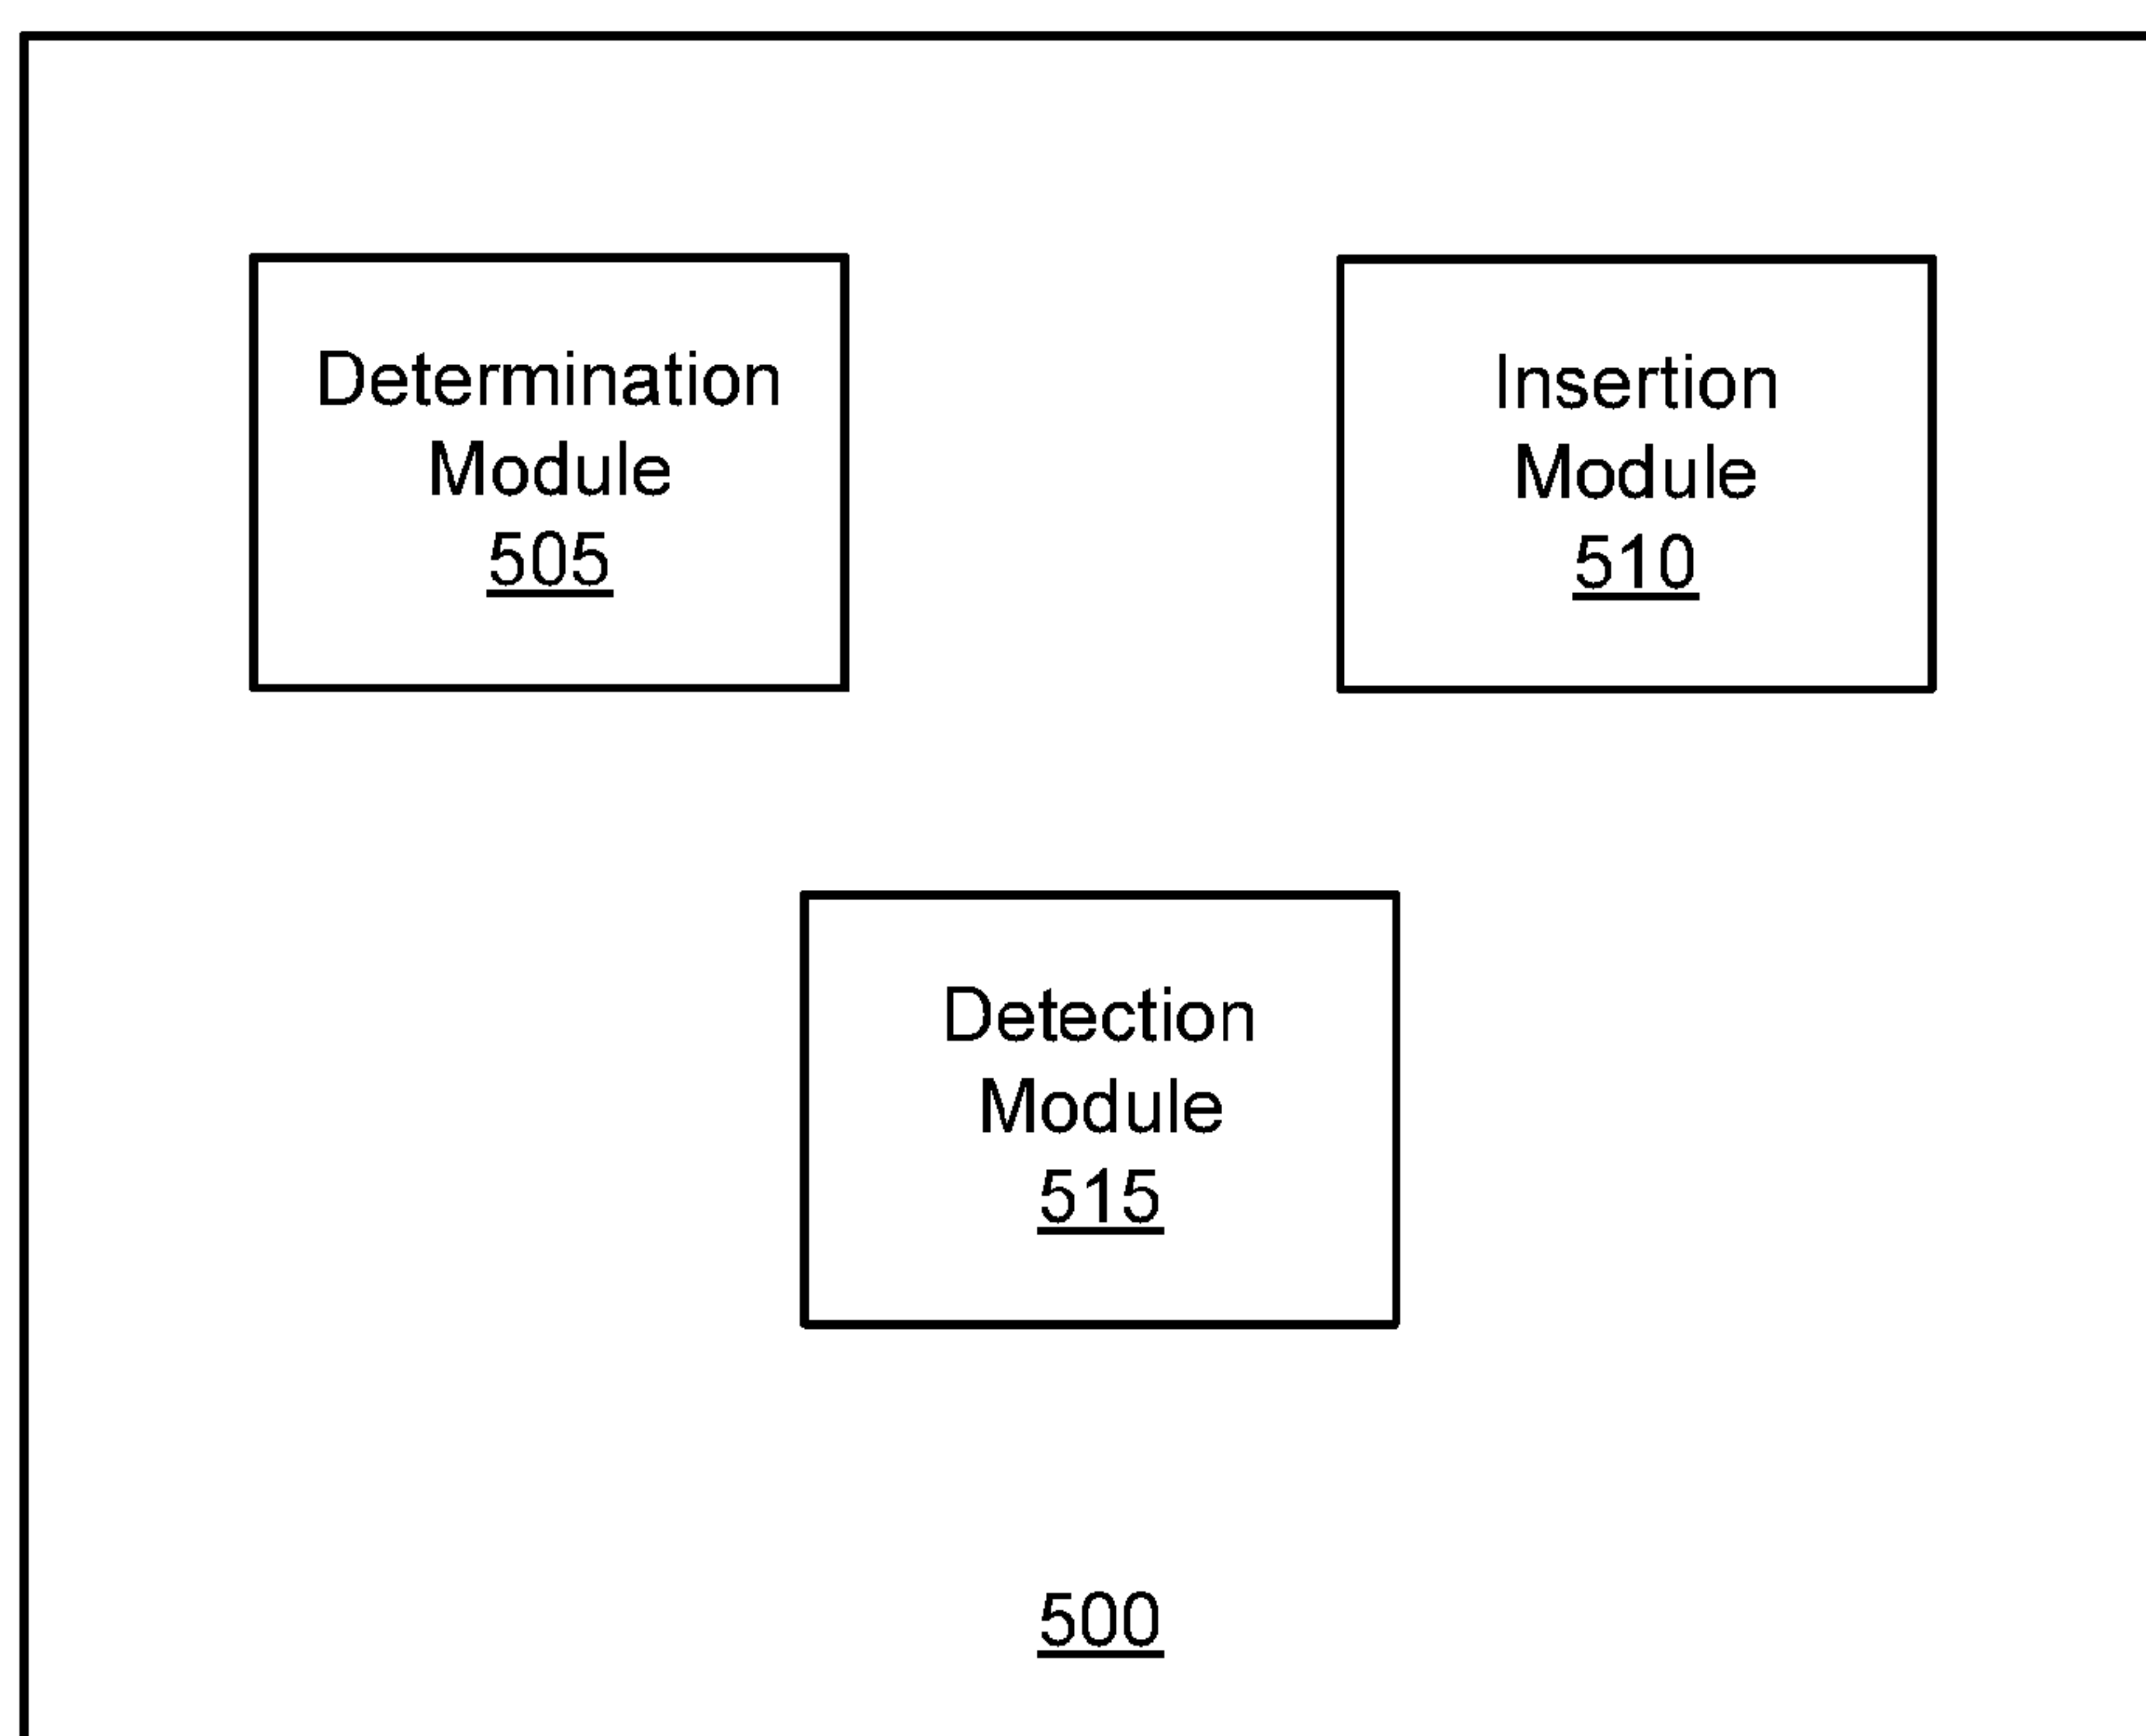 Determination
Module
505
Insertion
Module
510
Detection
Module
515
500